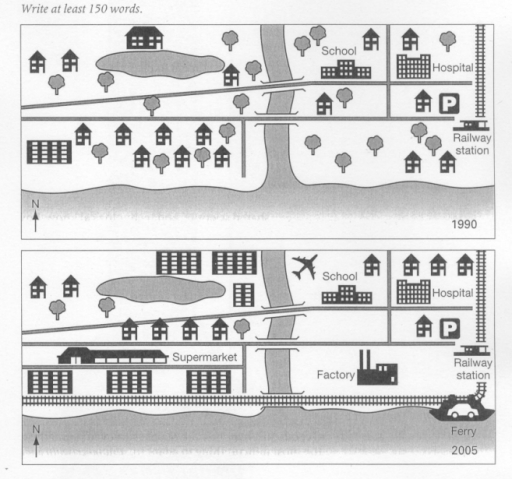 Write at least 150 words.
School
Hospital
P
Railway
station
N
1990
School
Hospital
P
Supermarket
Railway
station
Factory
Ferry
N
2005